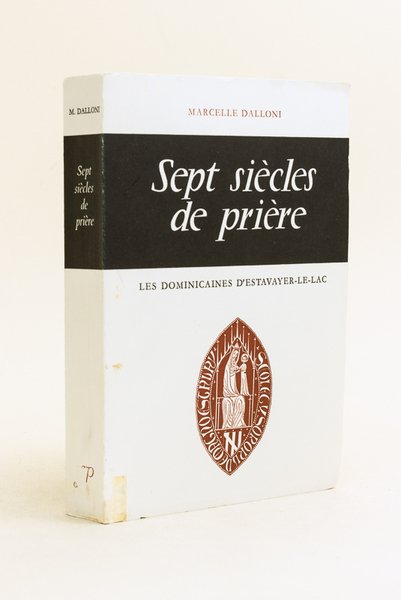 M. DALLONI
Sept
siècles
de
prière
MARCELLE DALLONI
Sept siècles
de prière
LES DOMINICAINES D'ESTAVAYER-LE-LAC